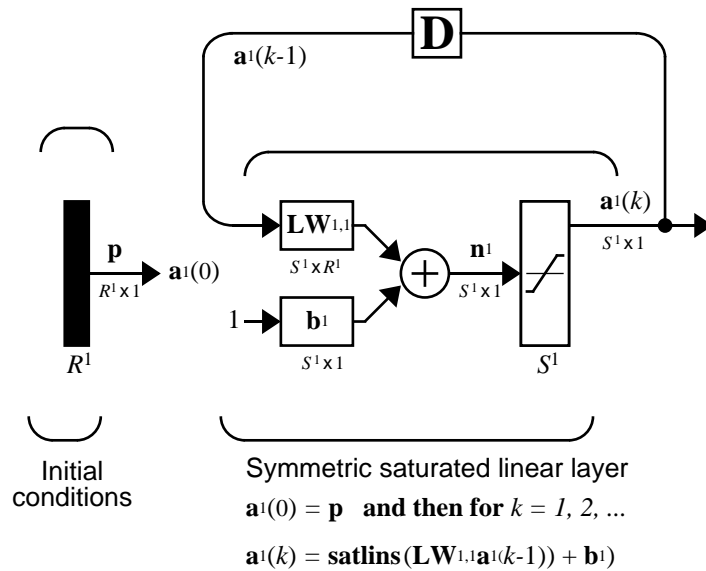 D
a1(k-1)
p
R1 x 1
a1(0)
R1
LW1,1
S1 x R1
1
b1
S1 x 1
n1
S1 x 1
S1
a1(k)
S1 x 1
Initial
conditions
Symmetric saturated linear layer
a1(0) = p and then for k = 1, 2, ...
a1(k) = satlins (LW1,1a1(k-1)) + b1)